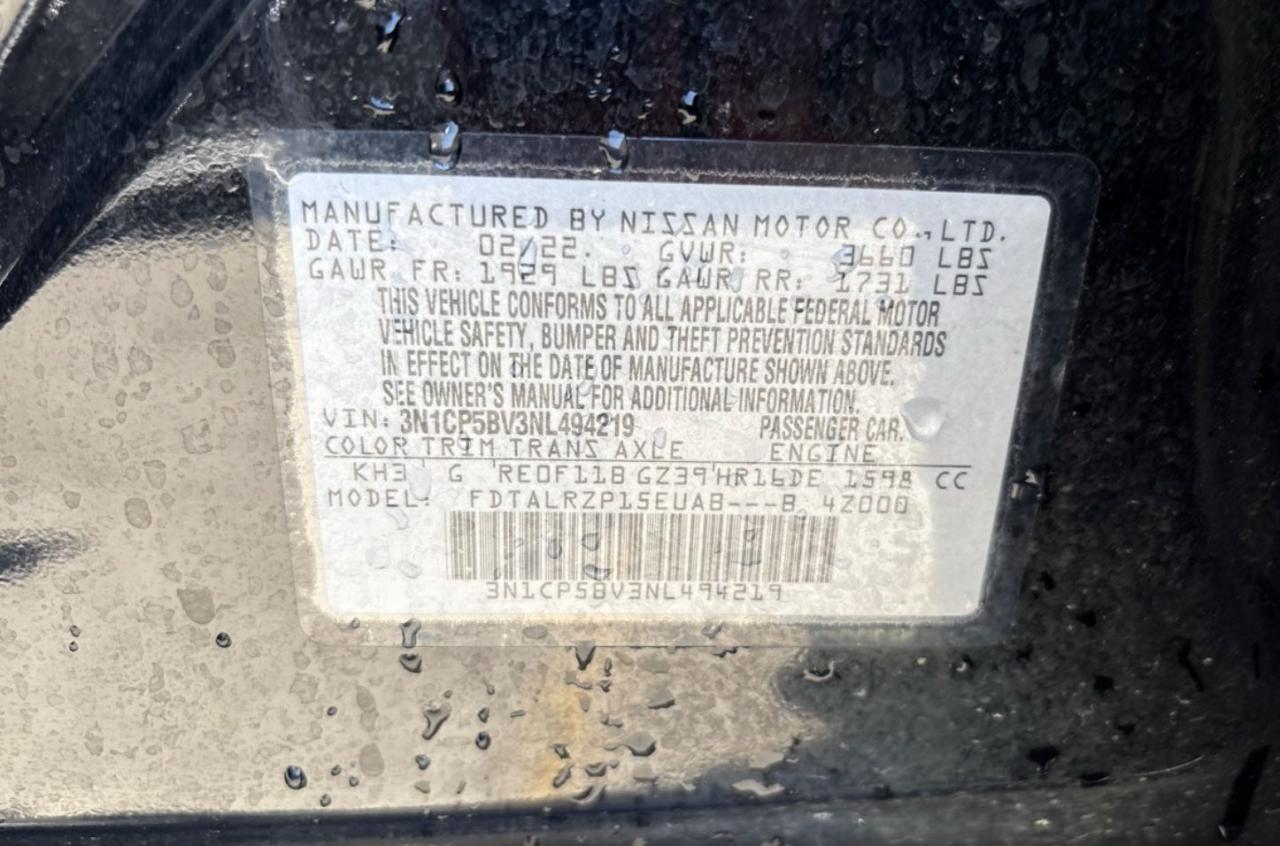 MANUFACTURED BY NISSAN MOTOR CO.,LTD.
DATE: 02/22. GVWR: 3660 LBS
GAWR FR: 1929 LBS GAWR RR: 1731 LBS
THIS VEHICLE CONFORMS TO ALL APPLICABLE FEDERAL MOTOR
VEHICLE SAFETY, BUMPER AND THEFT PREVENTION STANDARDS
IN EFFECT ON THE DATE OF MANUFACTURE SHOWN ABOVE.
SEE OWNER'S MANUAL FOR ADDITIONAL INFORMATION.
VIN: 3N1CP5BV3NL494219 PASSENGER CAR.
COLOR TRIM TRANS AXLE ENGINE
KH3 G RE0F11B GZ39 HR16DE 1598 CC
MODEL: FDTALRZP15EUAB---B 4Z000
3N1CP5BV3NL494219